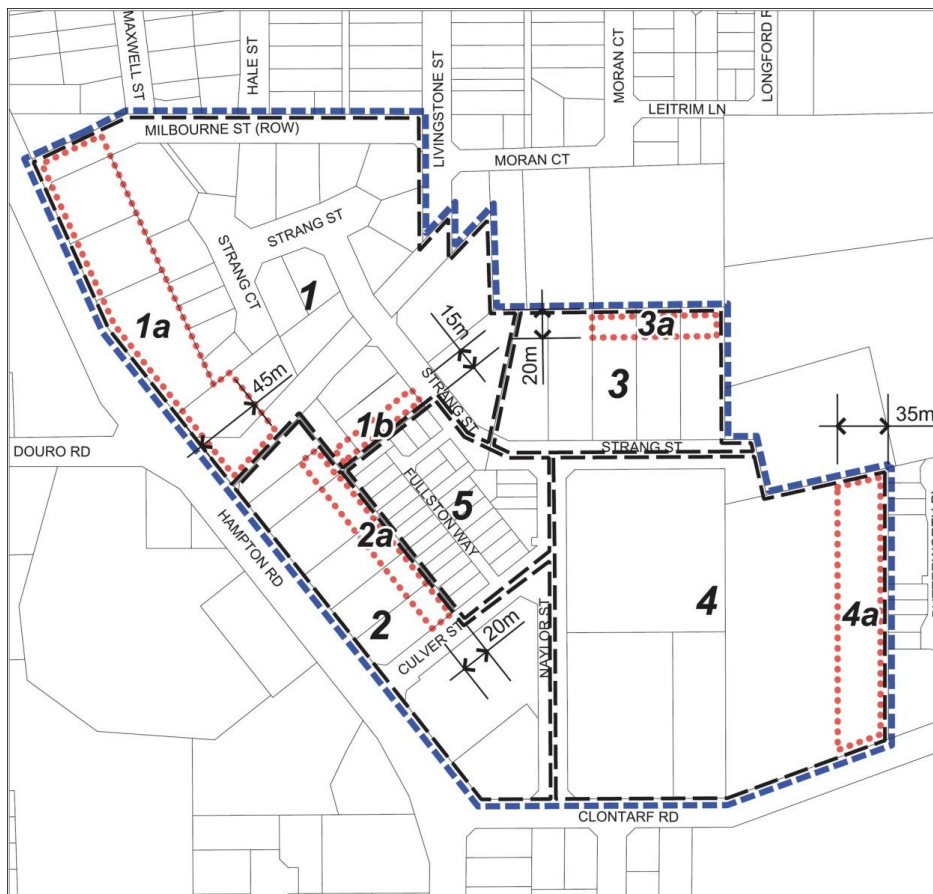 MAXWELL ST
HALE ST
LIVINGSTONE ST
MORAN CT
LEITRIM LN
MILBOURNE ST (ROW)
MORAN CT
STRANG ST
STRANG CT
1
1a
15m
3a
20m
45m
3
STRANG ST
35m
1b
DOURO RD
STRANG ST
FULLSTON WAY
5
HAMPTON RD
2a
4
4a
2
CULVER ST
20m
NAYLOR ST
CLONTARF RD